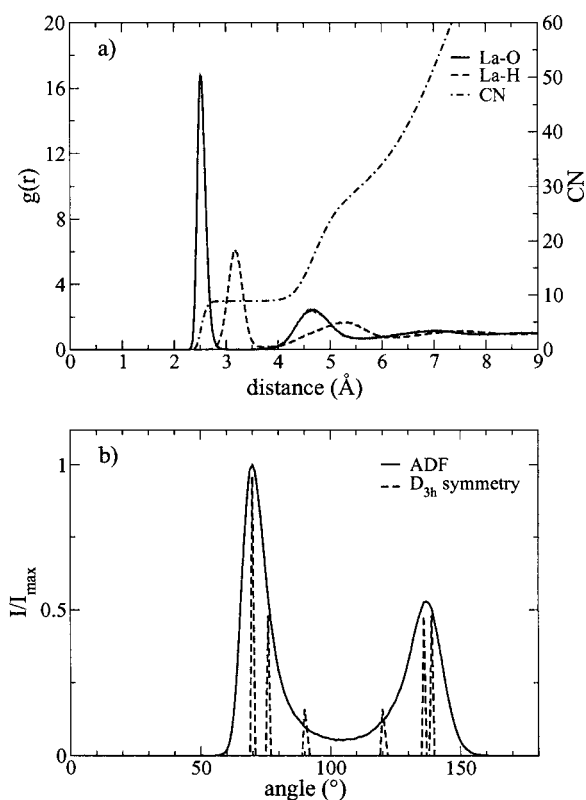 a)
La-O
La-H
CN
20
16
12
8
4
0
g(r)
60
50
40
30
20
10
0
CN
0 1 2 3 4 5 6 7 8 9
distance (Å)
b)
ADF
D3h symmetry
1
0.5
0
I/Imax
0 50 100 150
angle (°)